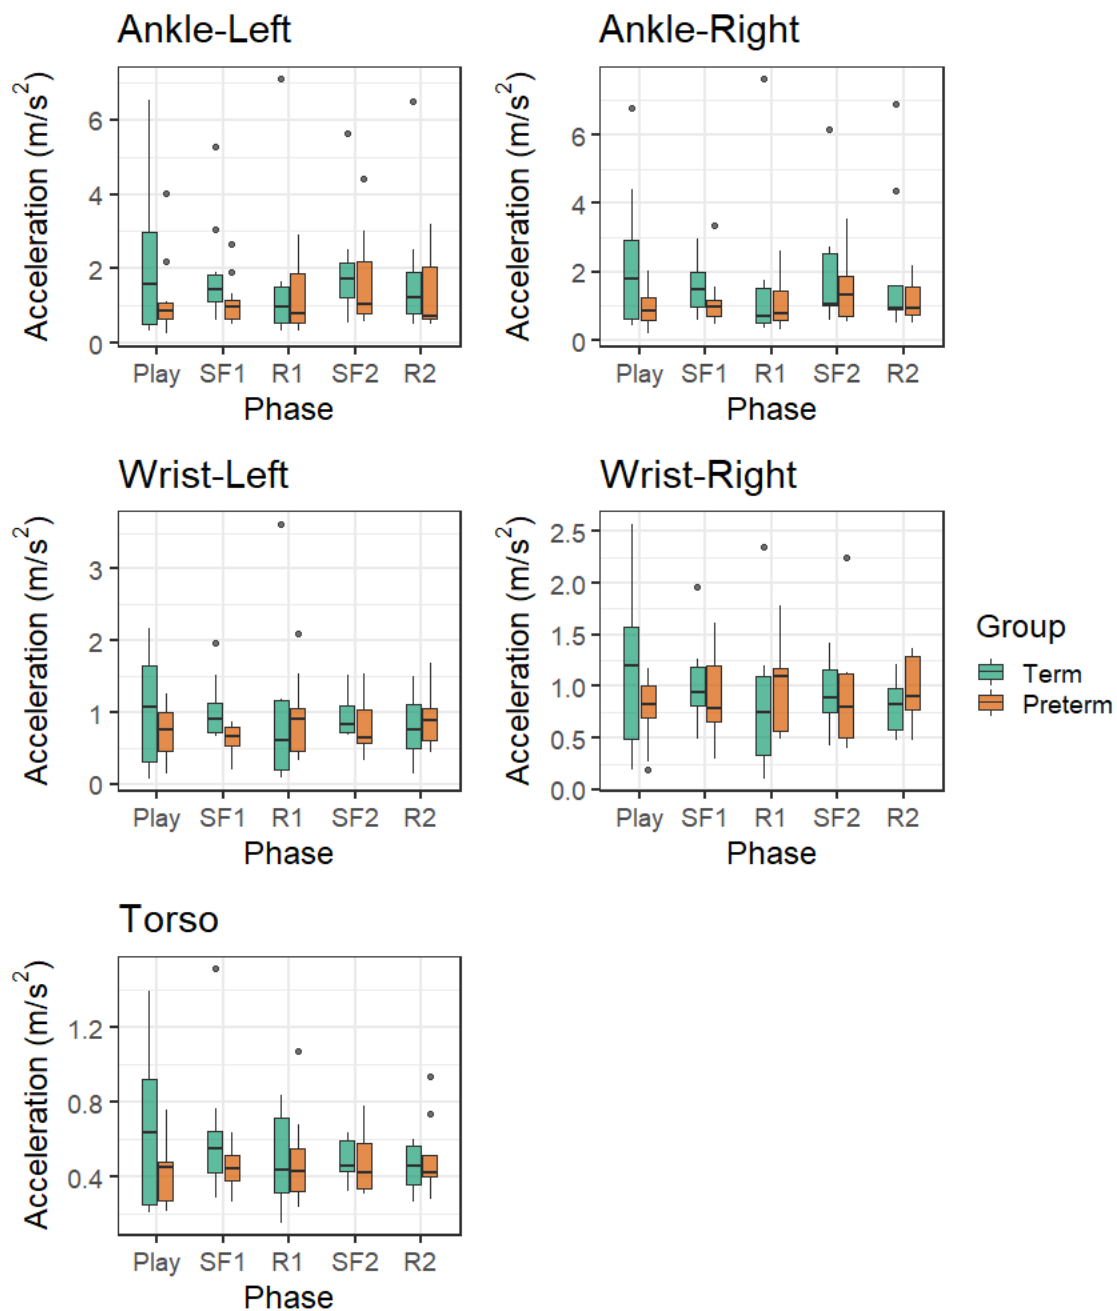 Ankle-Left
Acceleration (m/s²)
6
4
2
0
Play SF1 R1 SF2 R2
Phase
Ankle-Right
Acceleration (m/s²)
6
4
2
0
Play SF1 R1 SF2 R2
Phase
Wrist-Left
Acceleration (m/s²)
3
2
1
0
Play SF1 R1 SF2 R2
Phase
Wrist-Right
Acceleration (m/s²)
2.5
2.0
1.5
1.0
0.5
0.0
Play SF1 R1 SF2 R2
Phase
Group
Term
Preterm
Torso
Acceleration (m/s²)
1.2
0.8
0.4
Play SF1 R1 SF2 R2
Phase